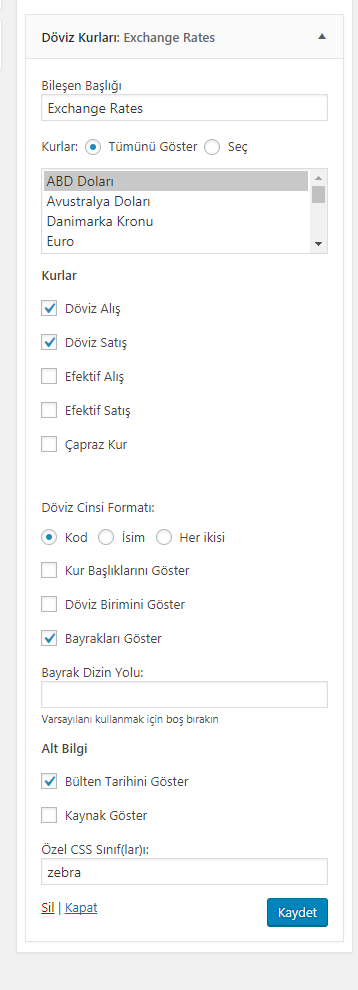 Döviz Kurları: Exchange Rates
Bileşen Başlığı
Exchange Rates
Kurlar: Tümünü Göster Seç
ABD Doları
Avustralya Doları
Danimarka Kronu
Euro
Kurlar
Döviz Alış
Döviz Satış
Efektif Alış
Efektif Satış
Çapraz Kur
Döviz Cinsi Formatı:
Kod İsim Her ikisi
Kur Başlıklarını Göster
Döviz Birimini Göster
Bayrakları Göster
Bayrak Dizin Yolu:
Varsayılanı kullanmak için boş bırakın
Alt Bilgi
Bülten Tarihini Göster
Kaynak Göster
Özel CSS Sınıf(lar)ı:
zebra
Sil | Kapat Kaydet